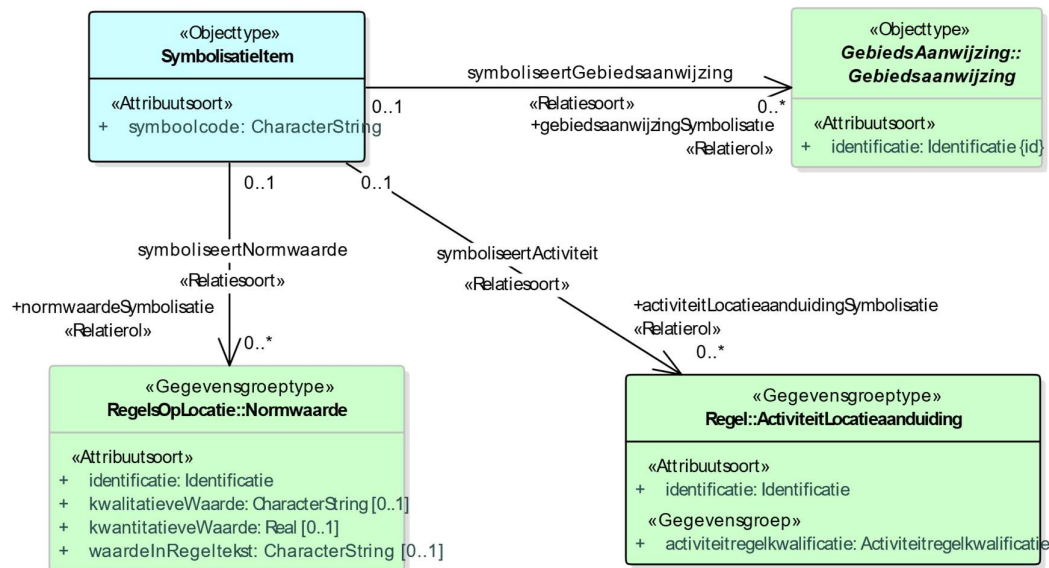 «Objecttype»
SymbolisatieItem
«Attribuutsoort»
+ symboolcode: CharacterString
symboliseertGebiedsaanwijzing
0..1
«Relatiesoort»
0..*
+gebiedsaanwijzingSymbolisatie
«Relatierol»
«Objecttype»
GebiedsAanwijzing::
Gebiedsaanwijzing
«Attribuutsoort»
+ identificatie: Identificatie {id}
0..1
0..1
symboliseertNormwaarde
«Relatiesoort»
+normwaardeSymbolisatie
«Relatierol»
0..*
symboliseertActiviteit
«Relatiesoort»
+activiteitLocatieaanduidingSymbolisatie
«Relatierol»
0..*
«Gegevensgroeptype»
RegelsOpLocatie::Normwaarde
«Attribuutsoort»
+ identificatie: Identificatie
+ kwalitatieveWaarde: CharacterString [0..1]
+ kwantitatieveWaarde: Real [0..1]
+ waardeInRegeltekst: CharacterString [0..1]
«Gegevensgroeptype»
Regel::ActiviteitLocatieaanduiding
«Attribuutsoort»
+ identificatie: Identificatie
«Gegevensgroep»
+ activiteitregelkwalificatie: Activiteitregelkwalificatie